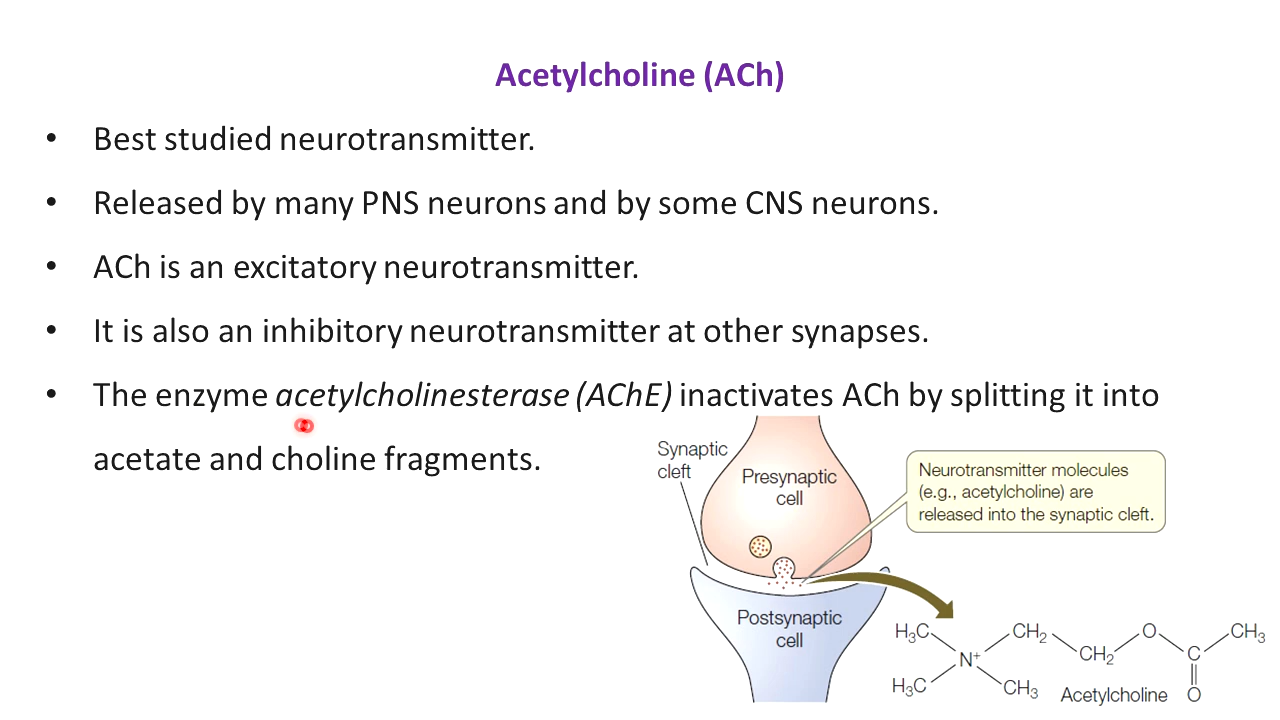 Acetylcholine (ACh)
• Best studied neurotransmitter.
• Released by many PNS neurons and by some CNS neurons.
• ACh is an excitatory neurotransmitter.
• It is also an inhibitory neurotransmitter at other synapses.
• The enzyme acetylcholinesterase (AChE) inactivates ACh by splitting it into
acetate and choline fragments.
Synaptic
cleft
Presynaptic
cell
Neurotransmitter molecules
(e.g., acetylcholine) are
released into the synaptic cleft.
Postsynaptic
cell
H₃C CH₂ O CH₃
N⁺ CH₂ C
H₃C CH₃ O
Acetylcholine